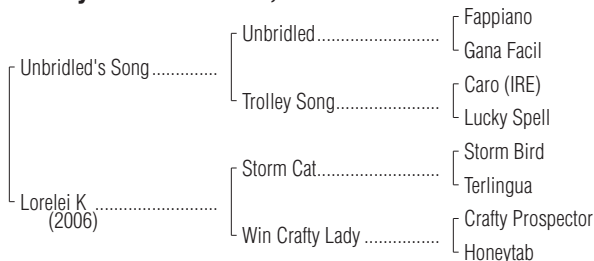 Unbridled..................
Fappiano
Gana Facil
Unbridled's Song.............
Trolley Song...............
Caro (IRE)
Lucky Spell
Lorelei K ........................
(2006)
Storm Cat..................
Storm Bird
Terlingua
Win Crafty Lady ...............
Crafty Prospector
Honeytab